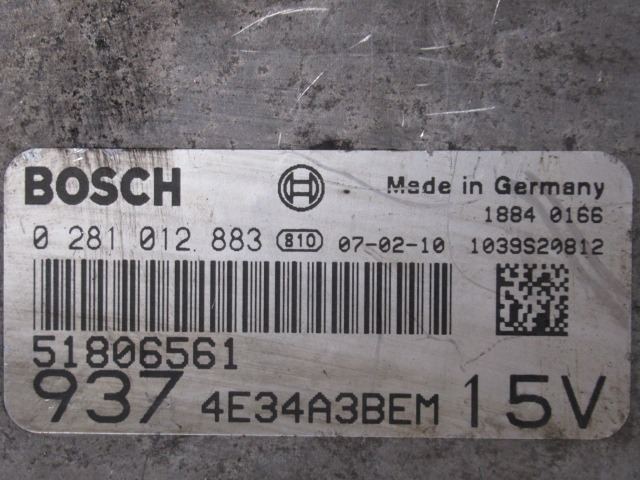 BOSCH Made in Germany
1884 0166
0 281 012 883 810 07-02-10 1039S20812
51806561
937 4E34A3BEM 15V